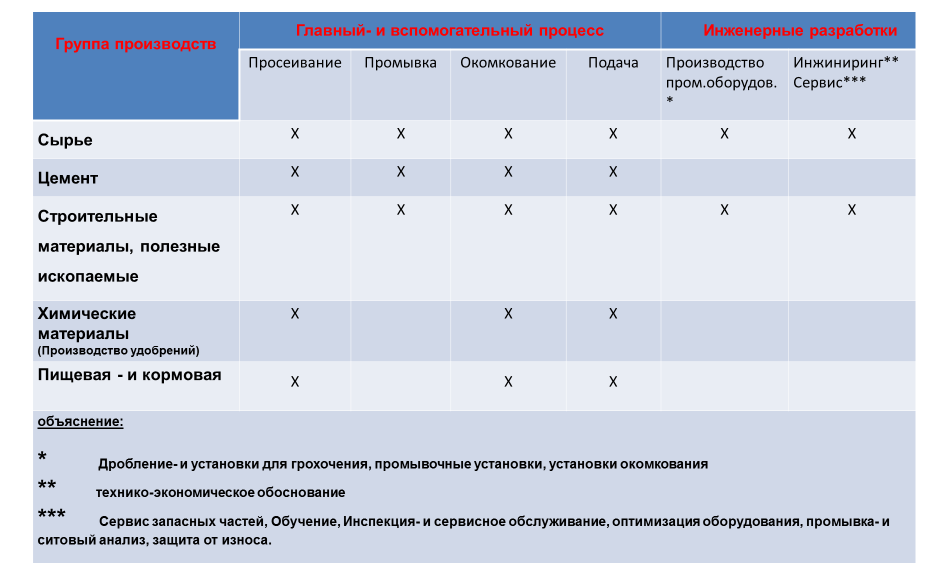 Группа производств
Главный- и вспомогательный процесс
Инженерные разработки
Просеивание
Промывка
Окомкование
Подача
Производство
пром.оборудов.
*
Инжиниринг**
Сервис***
Сырье X X X X X X
Цемент X X X X
Строительные X X X X X X
материалы, полезные
ископаемые
Химические X X X
материалы
(Производство удобрений)
Пищевая - и кормовая X X X
объяснение:
* Дробление- и установки для грохочения, промывочные установки, установки окомкования
** технико-экономическое обоснование
*** Сервис запасных частей, Обучение, Инспекция- и сервисное обслуживание, оптимизация оборудования, промывка- и
ситовый анализ, защита от износа.